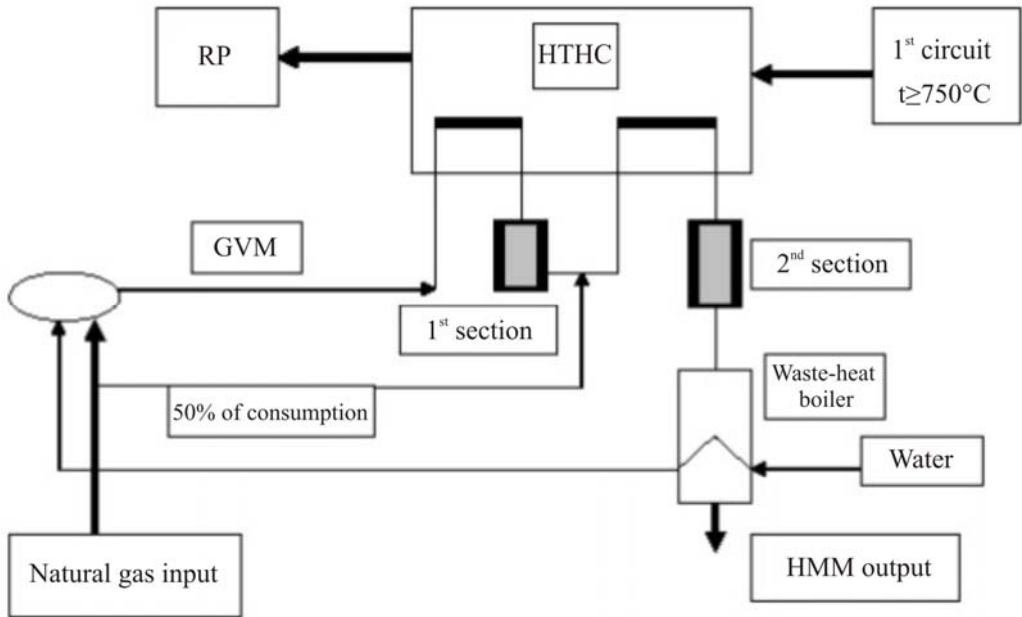 RP
HTHC
1st circuit
t≥750°C
GVM
2nd section
1st section
Waste-heat
boiler
50% of consumption
Water
Natural gas input
HMM output